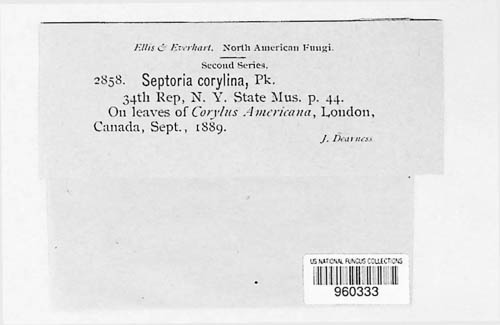 Ellis & Everhart, North American Fungi.
Second Series.
2858. Septoria corylina, Pk.
34th Rep, N. Y. State Mus. p. 44.
On leaves of Corylus Americana, London,
Canada, Sept., 1889.
J. Dearness
US NATIONAL FUNGUS COLLECTIONS
960333